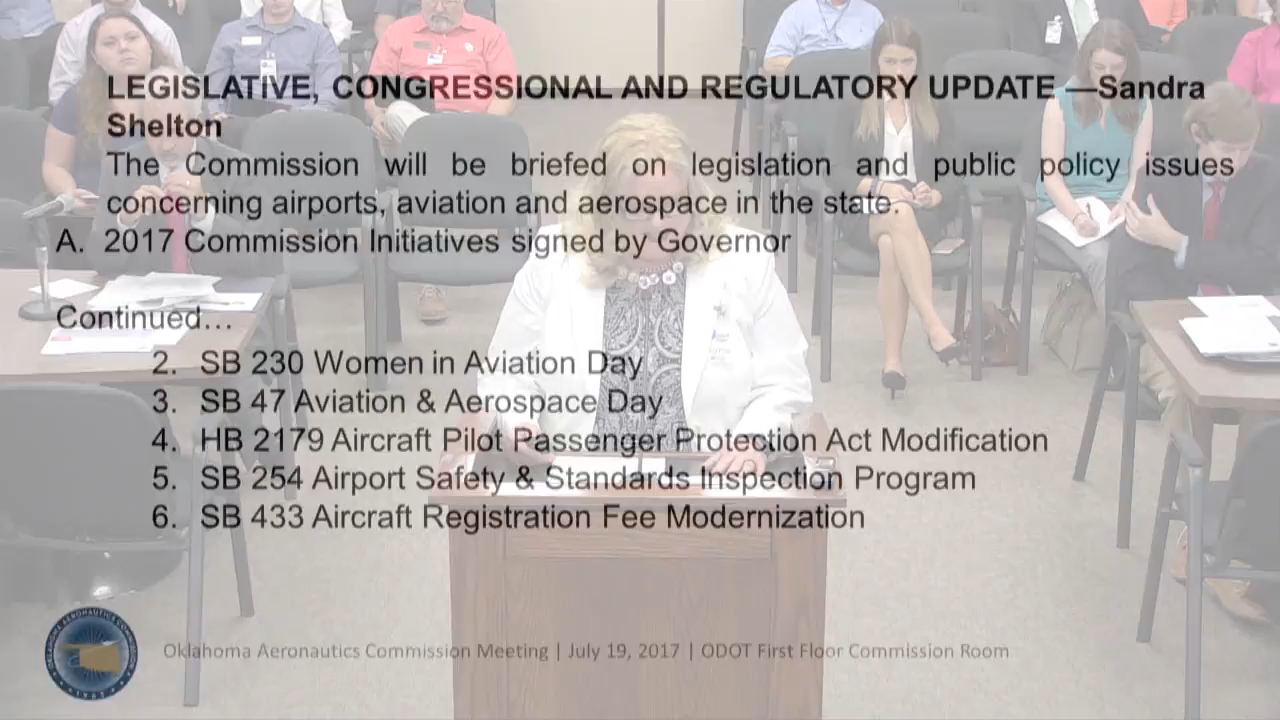 LEGISLATIVE, CONGRESSIONAL AND REGULATORY UPDATE —Sandra
Shelton
The Commission will be briefed on legislation and public policy issues
concerning airports, aviation and aerospace in the state.
A. 2017 Commission Initiatives signed by Governor
Continued…
2. SB 230 Women in Aviation Day
3. SB 47 Aviation & Aerospace Day
4. HB 2179 Aircraft Pilot Passenger Protection Act Modification
5. SB 254 Airport Safety & Standards Inspection Program
6. SB 433 Aircraft Registration Fee Modernization
OKLAHOMA AERONAUTICS COMMISSION
Oklahoma Aeronautics Commission Meeting | July 19, 2017 | ODOT First Floor Commission Room